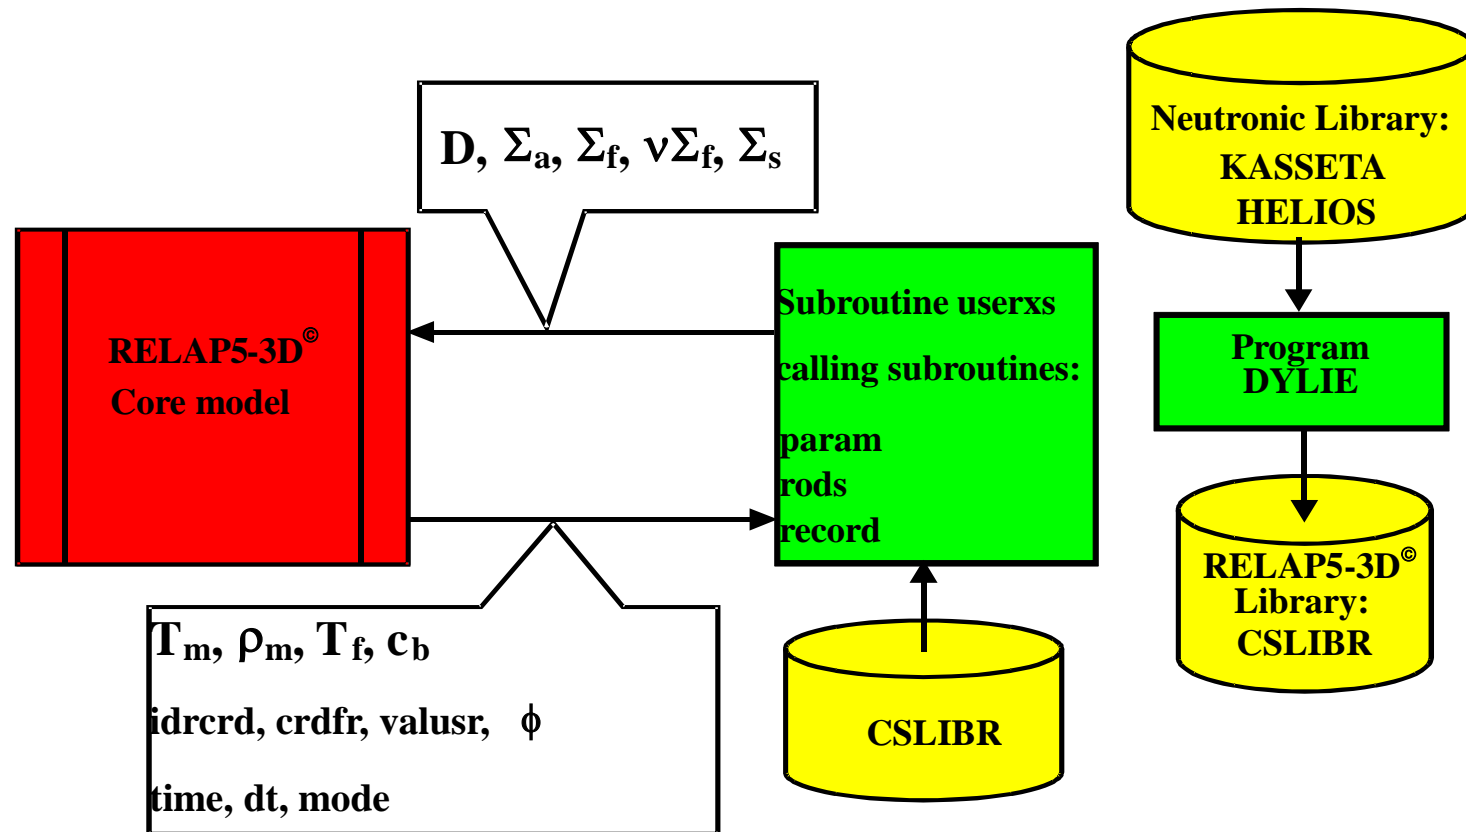 D, Σa, Σf, νΣf, Σs
RELAP5-3D©
Core model
Subroutine userxs
calling subroutines:
param
rods
record
Tm, ρm, Tf, cb
idrcrd, crdfr, valusr, ϕ
time, dt, mode
CSLIBR
Neutronic Library:
KASSETA
HELIOS
Program
DYLIE
RELAP5-3D©
Library:
CSLIBR